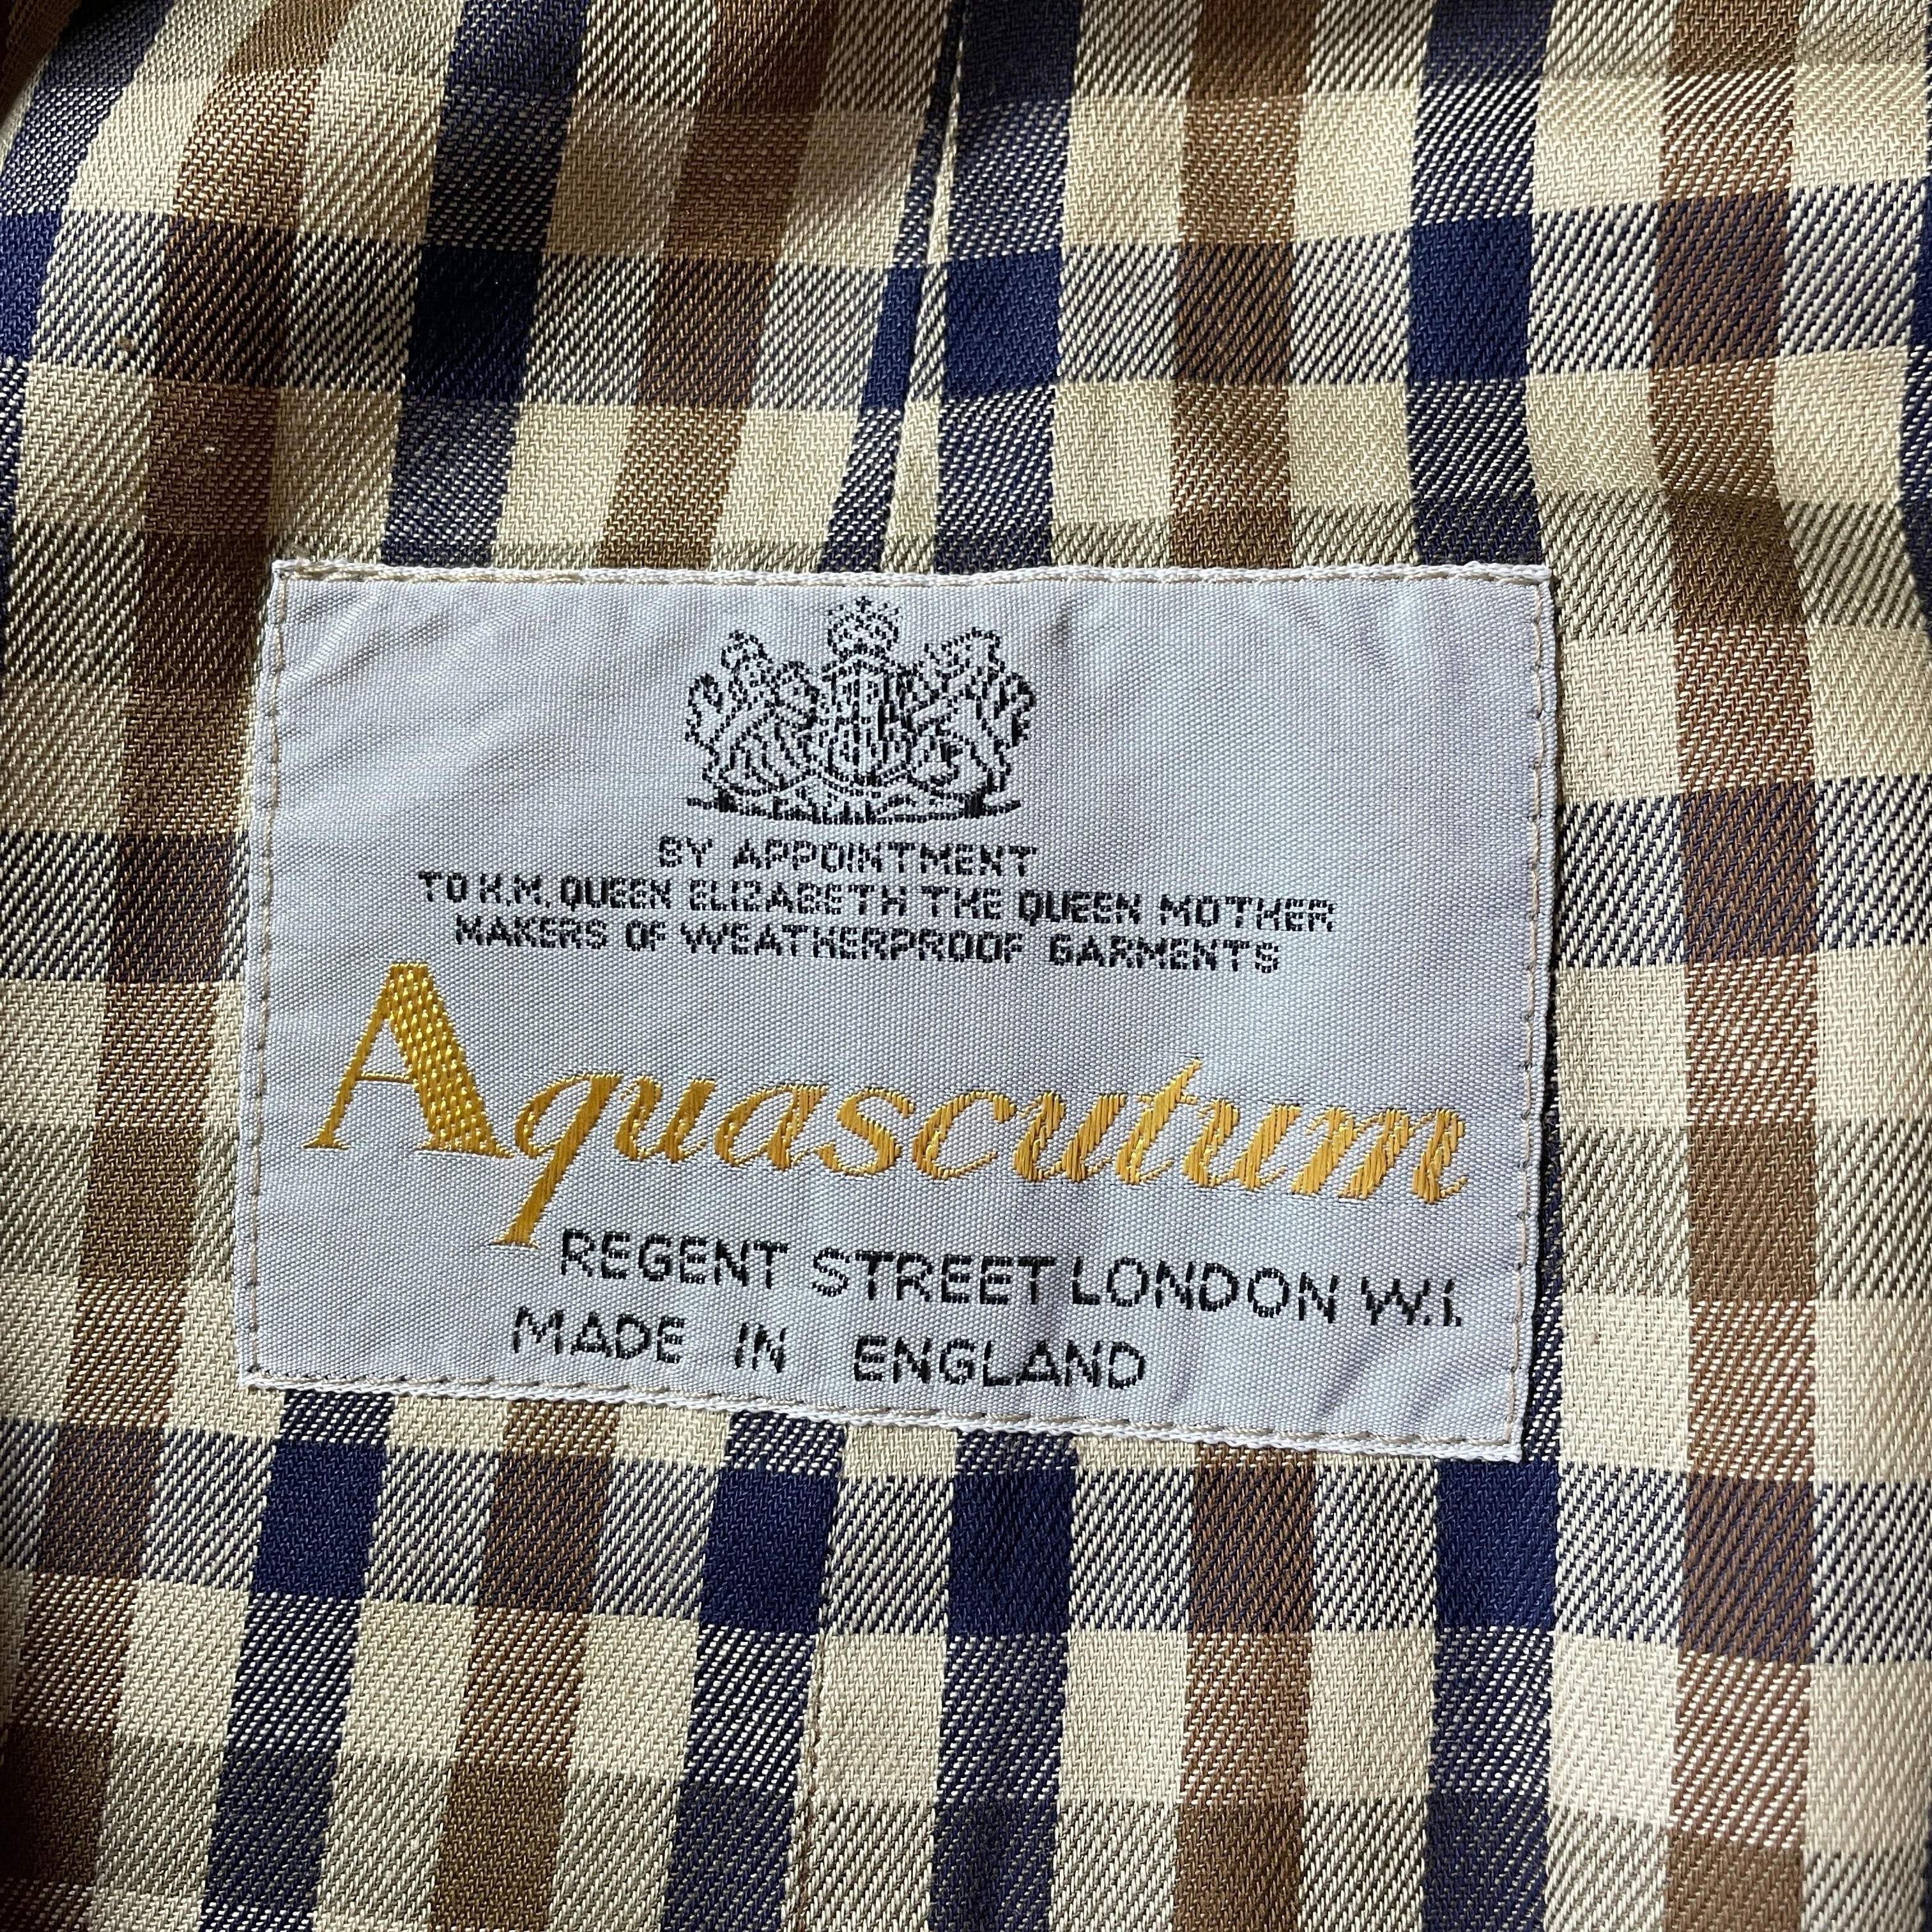 BY APPOINTMENT
TO H.M. QUEEN ELIZABETH THE QUEEN MOTHER
MAKERS OF WEATHERPROOF GARMENTS
Aquascutum
REGENT STREET LONDON W.1.
MADE IN ENGLAND